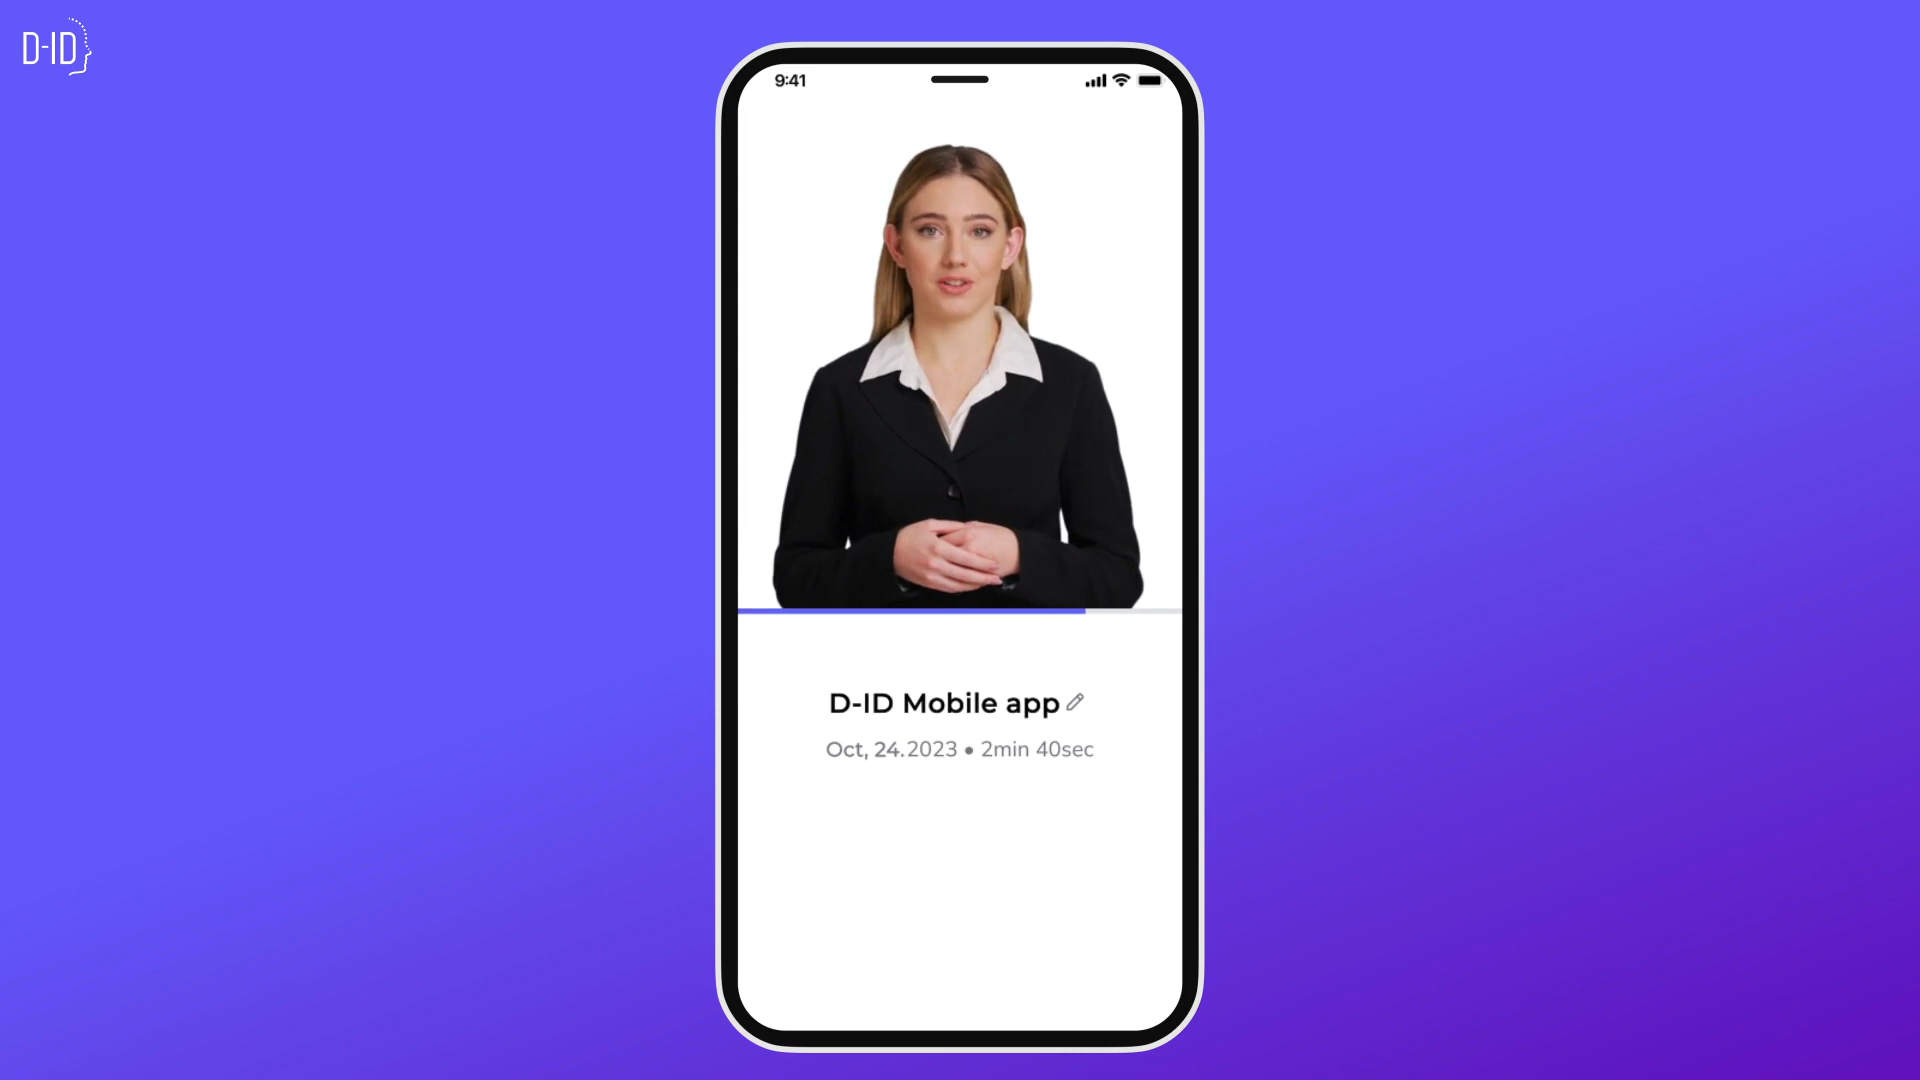 D-ID
9:41
D-ID Mobile app
Oct, 24.2023 • 2min 40sec